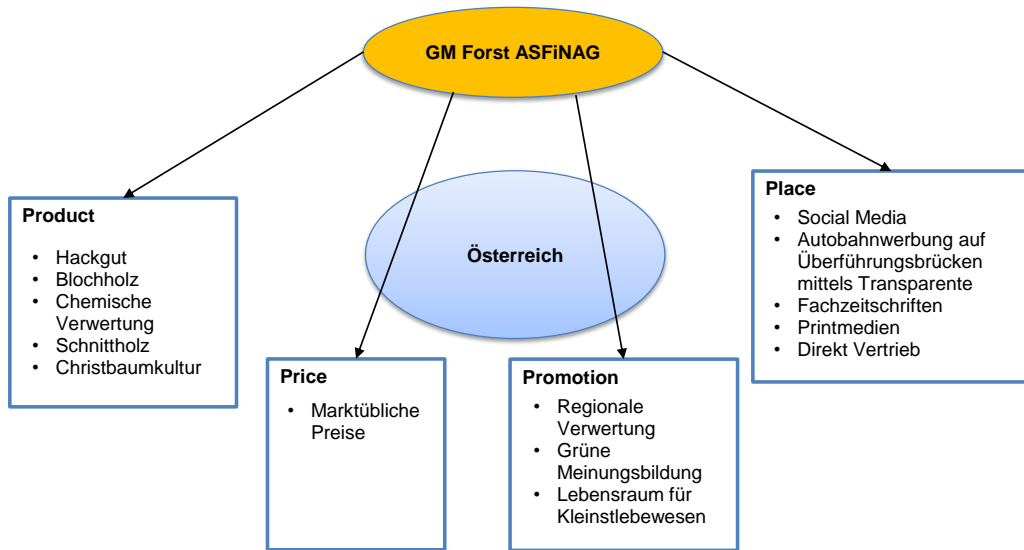 GM Forst ASFiNAG
Österreich
Product
• Hackgut
• Blochholz
• Chemische
Verwertung
• Schnittholz
• Christbaumkultur
Price
• Marktübliche
Preise
Promotion
• Regionale
Verwertung
• Grüne
Meinungsbildung
• Lebensraum für
Kleinstlebewesen
Place
• Social Media
• Autobahnwerbung auf
Überführungsbrücken
mittels Transparente
• Fachzeitschriften
• Printmedien
• Direkt Vertrieb